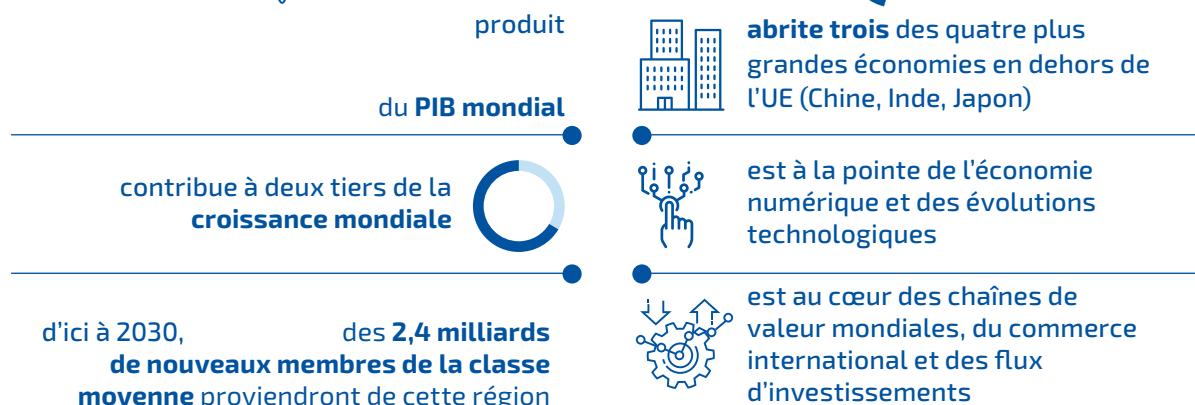 produit
du PIB mondial
contribue à deux tiers de la
croissance mondiale
d'ici à 2030, des 2,4 milliards
de nouveaux membres de la classe
moyenne proviendront de cette région
abrite trois des quatre plus
grandes économies en dehors de
l'UE (Chine, Inde, Japon)
est à la pointe de l'économie
numérique et des évolutions
technologiques
est au cœur des chaînes de
valeur mondiales, du commerce
international et des flux
d'investissements